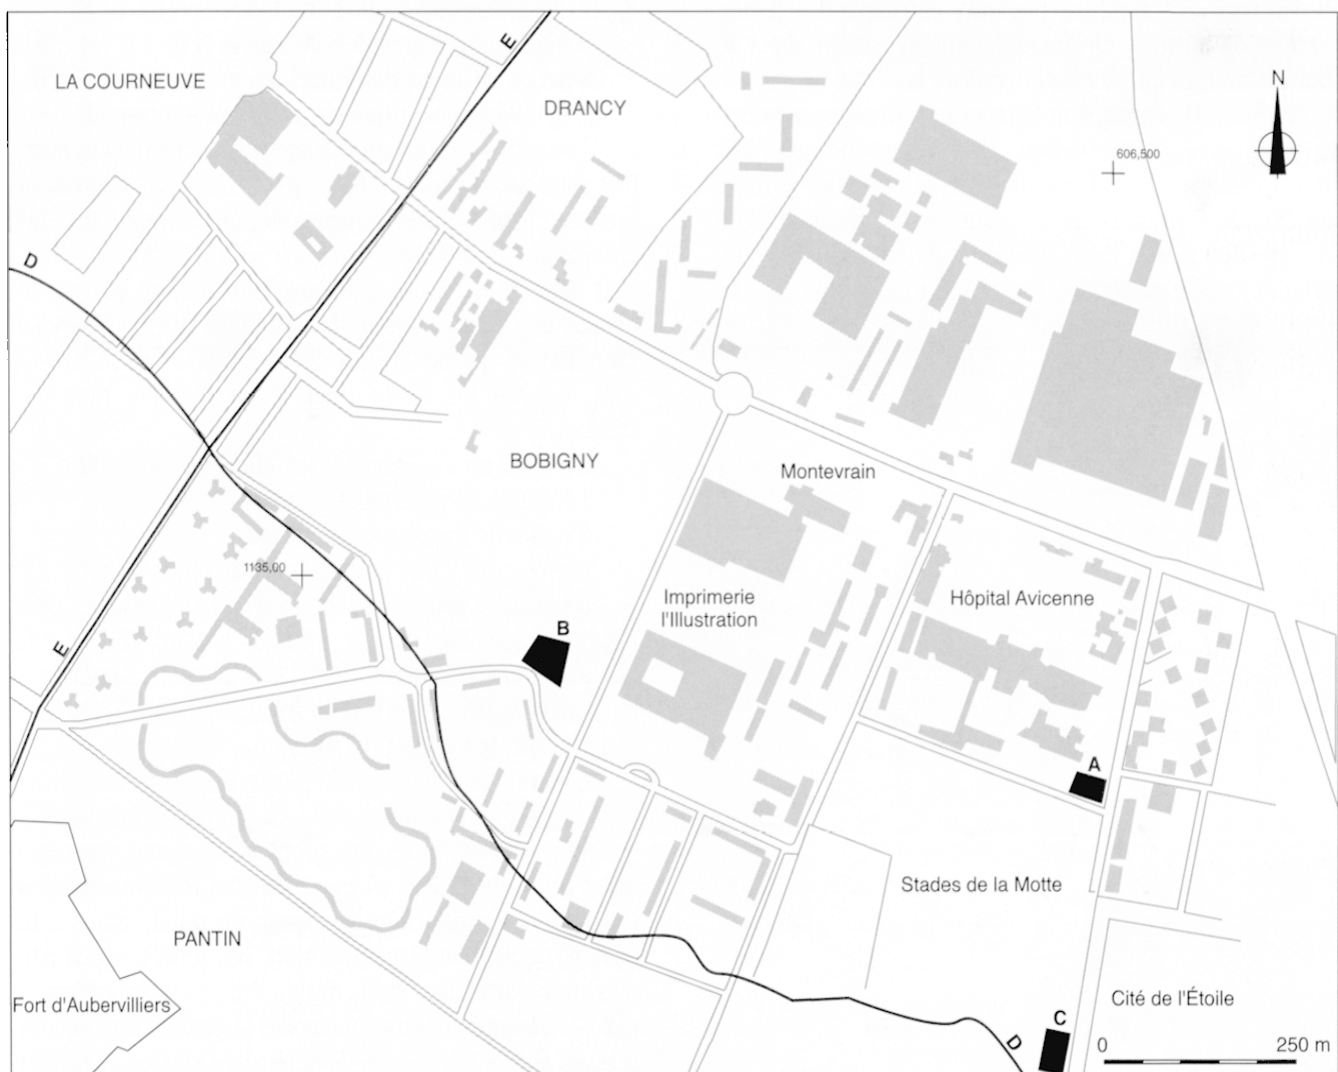 E
LA COURNEUVE
DRANCY
N
606,500
D
BOBIGNY
Montevrain
1135,00
Imprimerie
l'Illustration
Hôpital Avicenne
B
E
A
Stades de la Motte
PANTIN
Fort d'Aubervilliers
Cité de l'Étoile
C
D
0
250 m